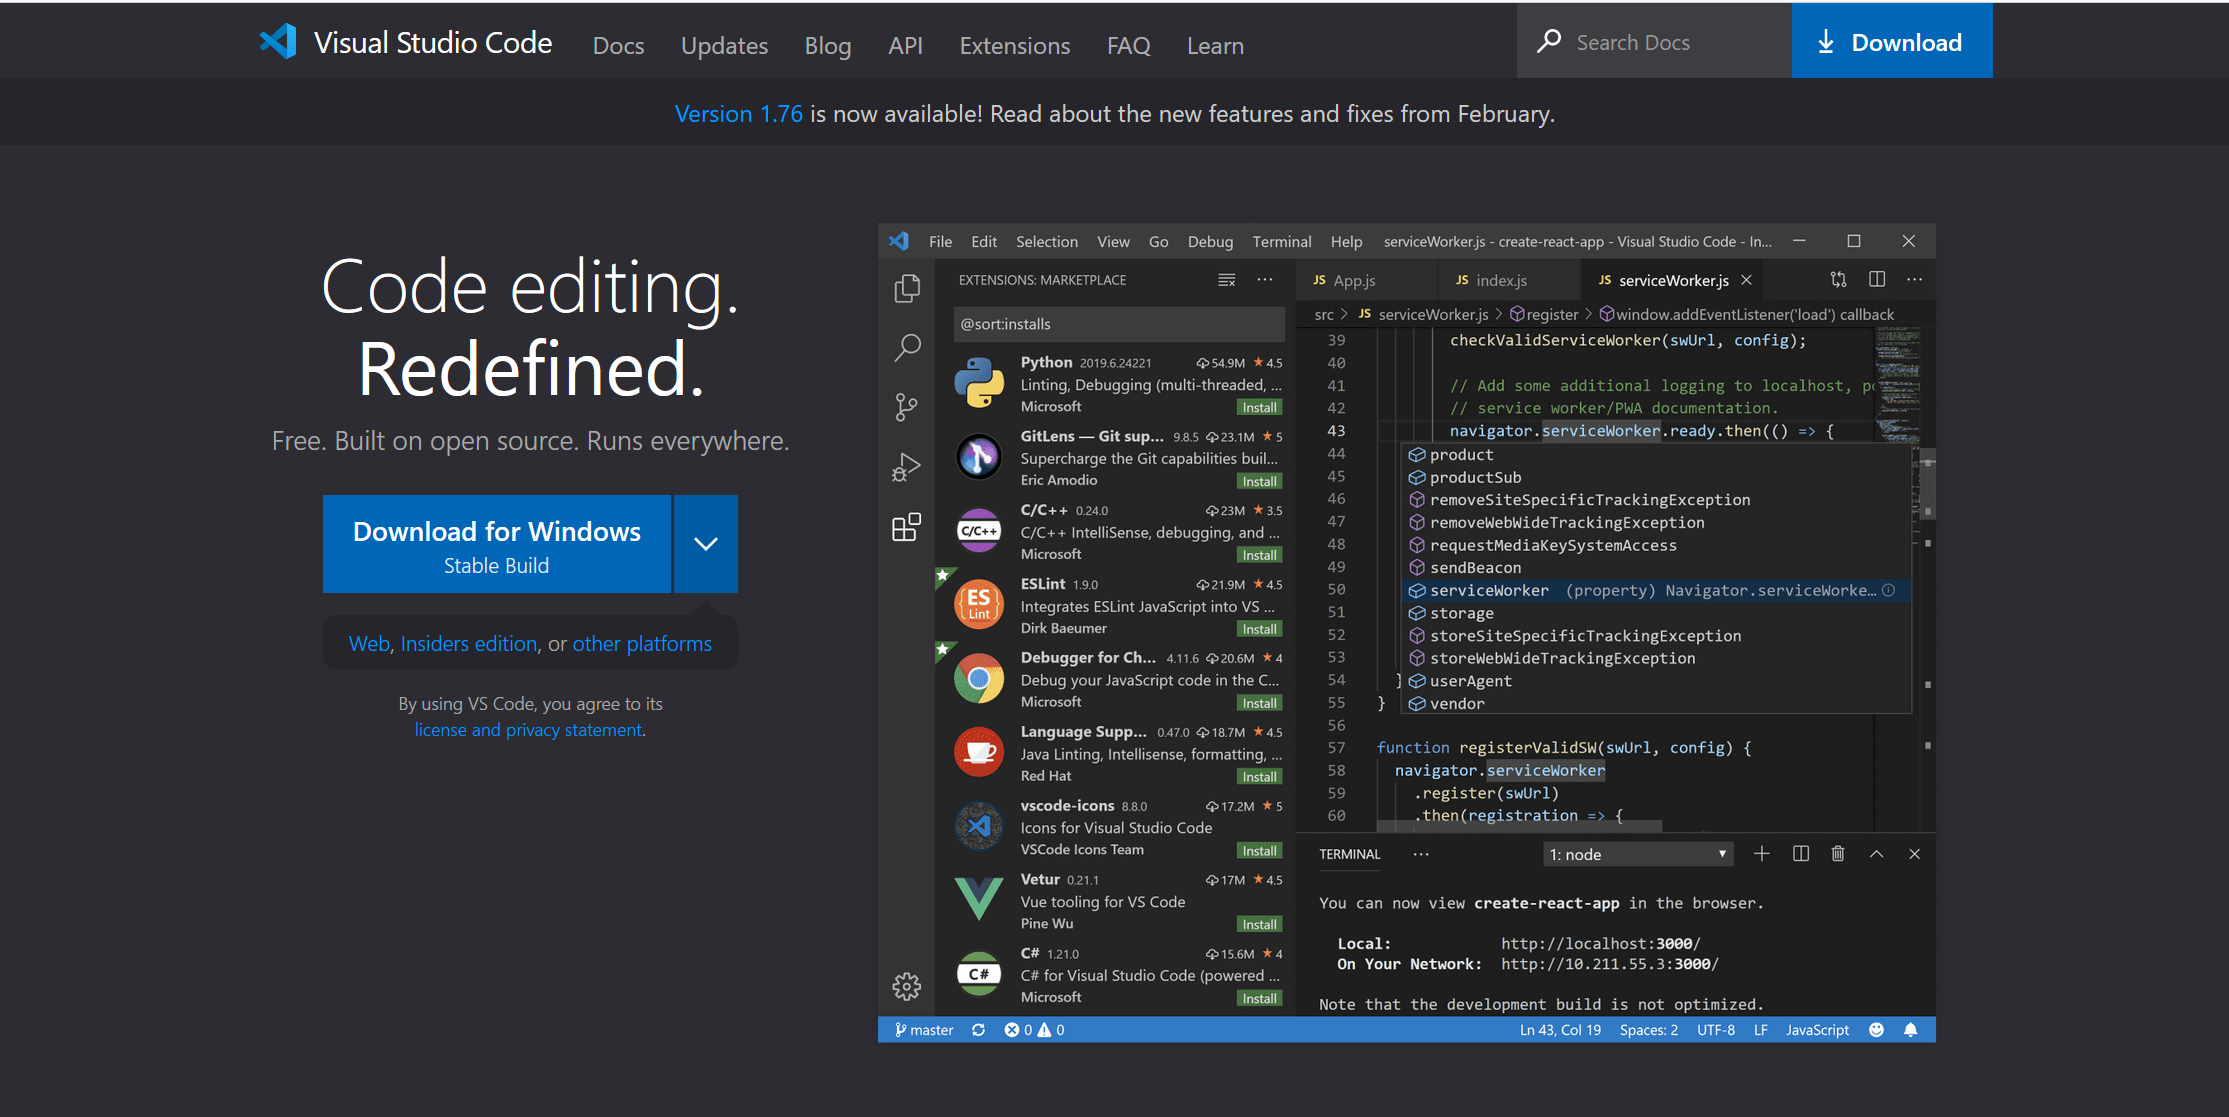 Visual Studio Code Docs Updates Blog API Extensions FAQ Learn Search Docs Download
Version 1.76 is now available! Read about the new features and fixes from February.
Code editing.
Redefined.
Free. Built on open source. Runs everywhere.
Download for Windows
Stable Build
Web, Insiders edition, or other platforms
By using VS Code, you agree to its
license and privacy statement.
File Edit Selection View Go Debug Terminal Help serviceWorker.js - create-react-app - Visual Studio Code - In...
EXTENSIONS: MARKETPLACE
@sort:installs
Python 2019.6.24221 54.9M 4.5
Linting, Debugging (multi-threaded, ...
Microsoft Install
GitLens — Git sup... 9.8.5 23.1M 5
Supercharge the Git capabilities buil...
Eric Amodio Install
C/C++
C/C++ 0.24.0 23M 3.5
C/C++ IntelliSense, debugging, and ...
Microsoft Install
ES
Lint
ESLint 1.9.0 21.9M 4.5
Integrates ESLint JavaScript into VS ...
Dirk Baeumer Install
Debugger for Ch... 4.11.6 20.6M 4
Debug your JavaScript code in the C...
Microsoft Install
Language Supp... 0.47.0 18.7M 4.5
Java Linting, Intellisense, formatting, ...
Red Hat Install
vscode-icons 8.8.0 17.2M 5
Icons for Visual Studio Code
VSCode Icons Team Install
Vetur 0.21.1 17M 4.5
Vue tooling for VS Code
Pine Wu Install
C#
C# 1.21.0 15.6M 4
C# for Visual Studio Code (powered ...
Microsoft Install
JS App.js JS index.js JS serviceWorker.js
src > JS serviceWorker.js > register > window.addEventListener('load') callback
39 checkValidServiceWorker(swUrl, config);
40
41 // Add some additional logging to localhost, po
42 // service worker/PWA documentation.
43 navigator.serviceWorker.ready.then(() => {
44 product
45 productSub
46 removeSiteSpecificTrackingException
47 removeWebWideTrackingException
48 requestMediaKeySystemAccess
49 sendBeacon
50 serviceWorker (property) Navigator.serviceWorke...
51 storage
52 storeSiteSpecificTrackingException
53 storeWebWideTrackingException
54 } userAgent
55 } vendor
56
57 function registerValidSW(swUrl, config) {
58 navigator.serviceWorker
59 .register(swUrl)
60 .then(registration => {
TERMINAL ... 1: node
You can now view create-react-app in the browser.
Local: http://localhost:3000/
On Your Network: http://10.211.55.3:3000/
Note that the development build is not optimized.
master 0 0 Ln 43, Col 19 Spaces: 2 UTF-8 LF JavaScript